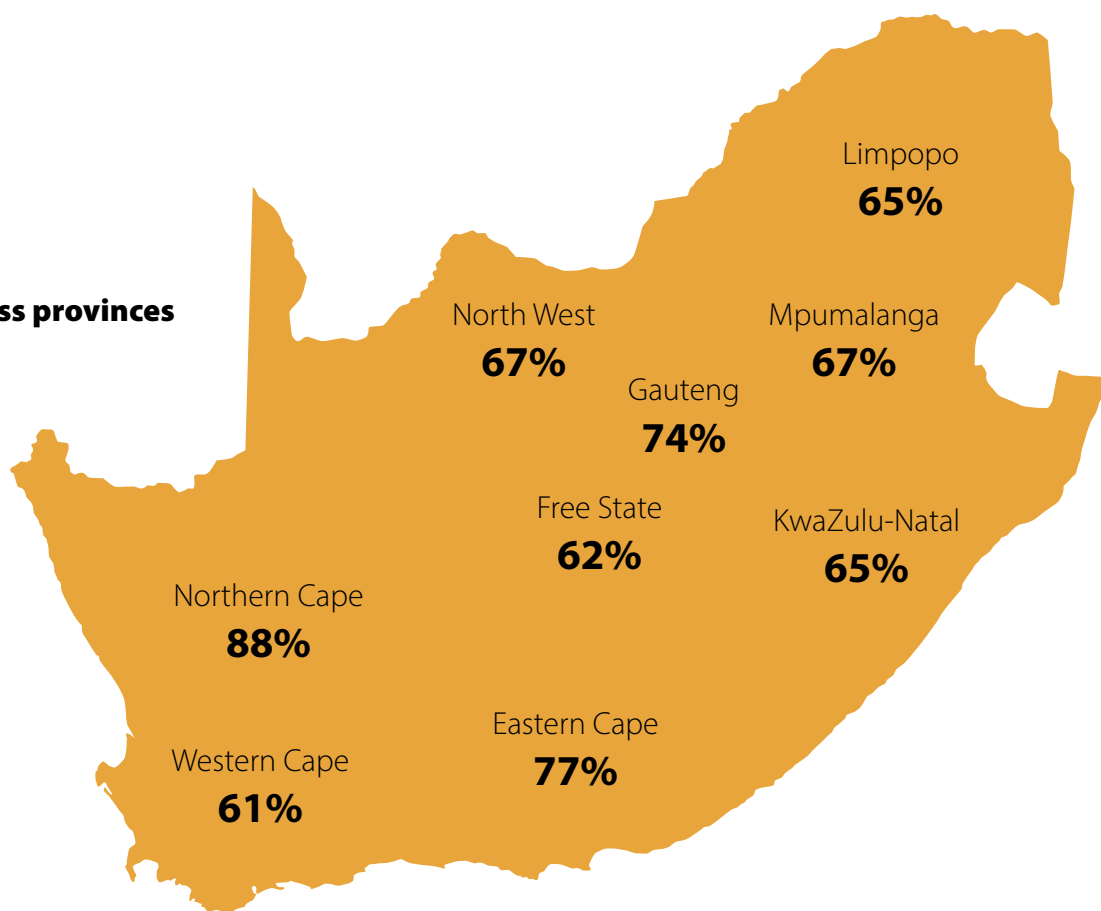 Limpopo
65%
ss provinces
North West
67%
Mpumalanga
67%
Gauteng
74%
Free State
62%
KwaZulu-Natal
65%
Northern Cape
88%
Eastern Cape
77%
Western Cape
61%